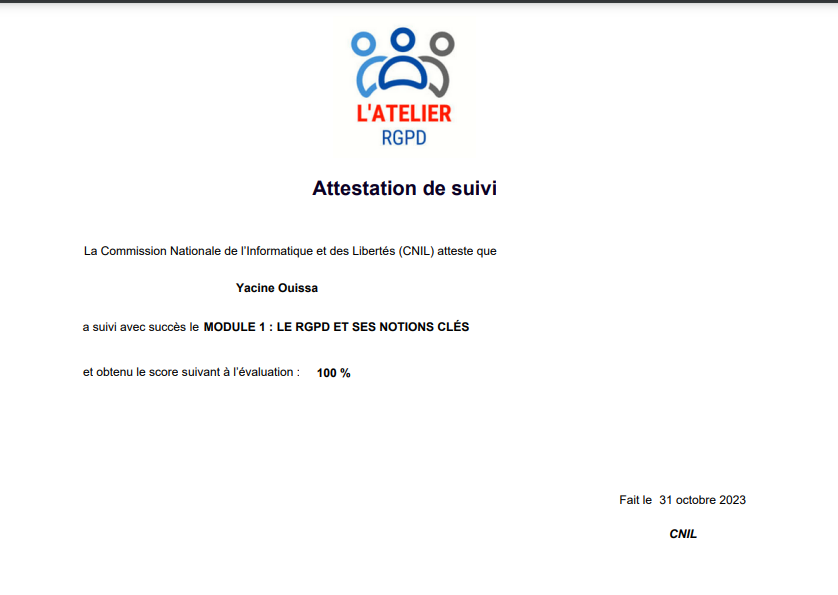 L'ATELIER
RGPD
Attestation de suivi
La Commission Nationale de l'Informatique et des Libertés (CNIL) atteste que
Yacine Ouissa
a suivi avec succès le MODULE 1 : LE RGPD ET SES NOTIONS CLÉS
et obtenu le score suivant à l'évaluation : 100 %
Fait le 31 octobre 2023
CNIL